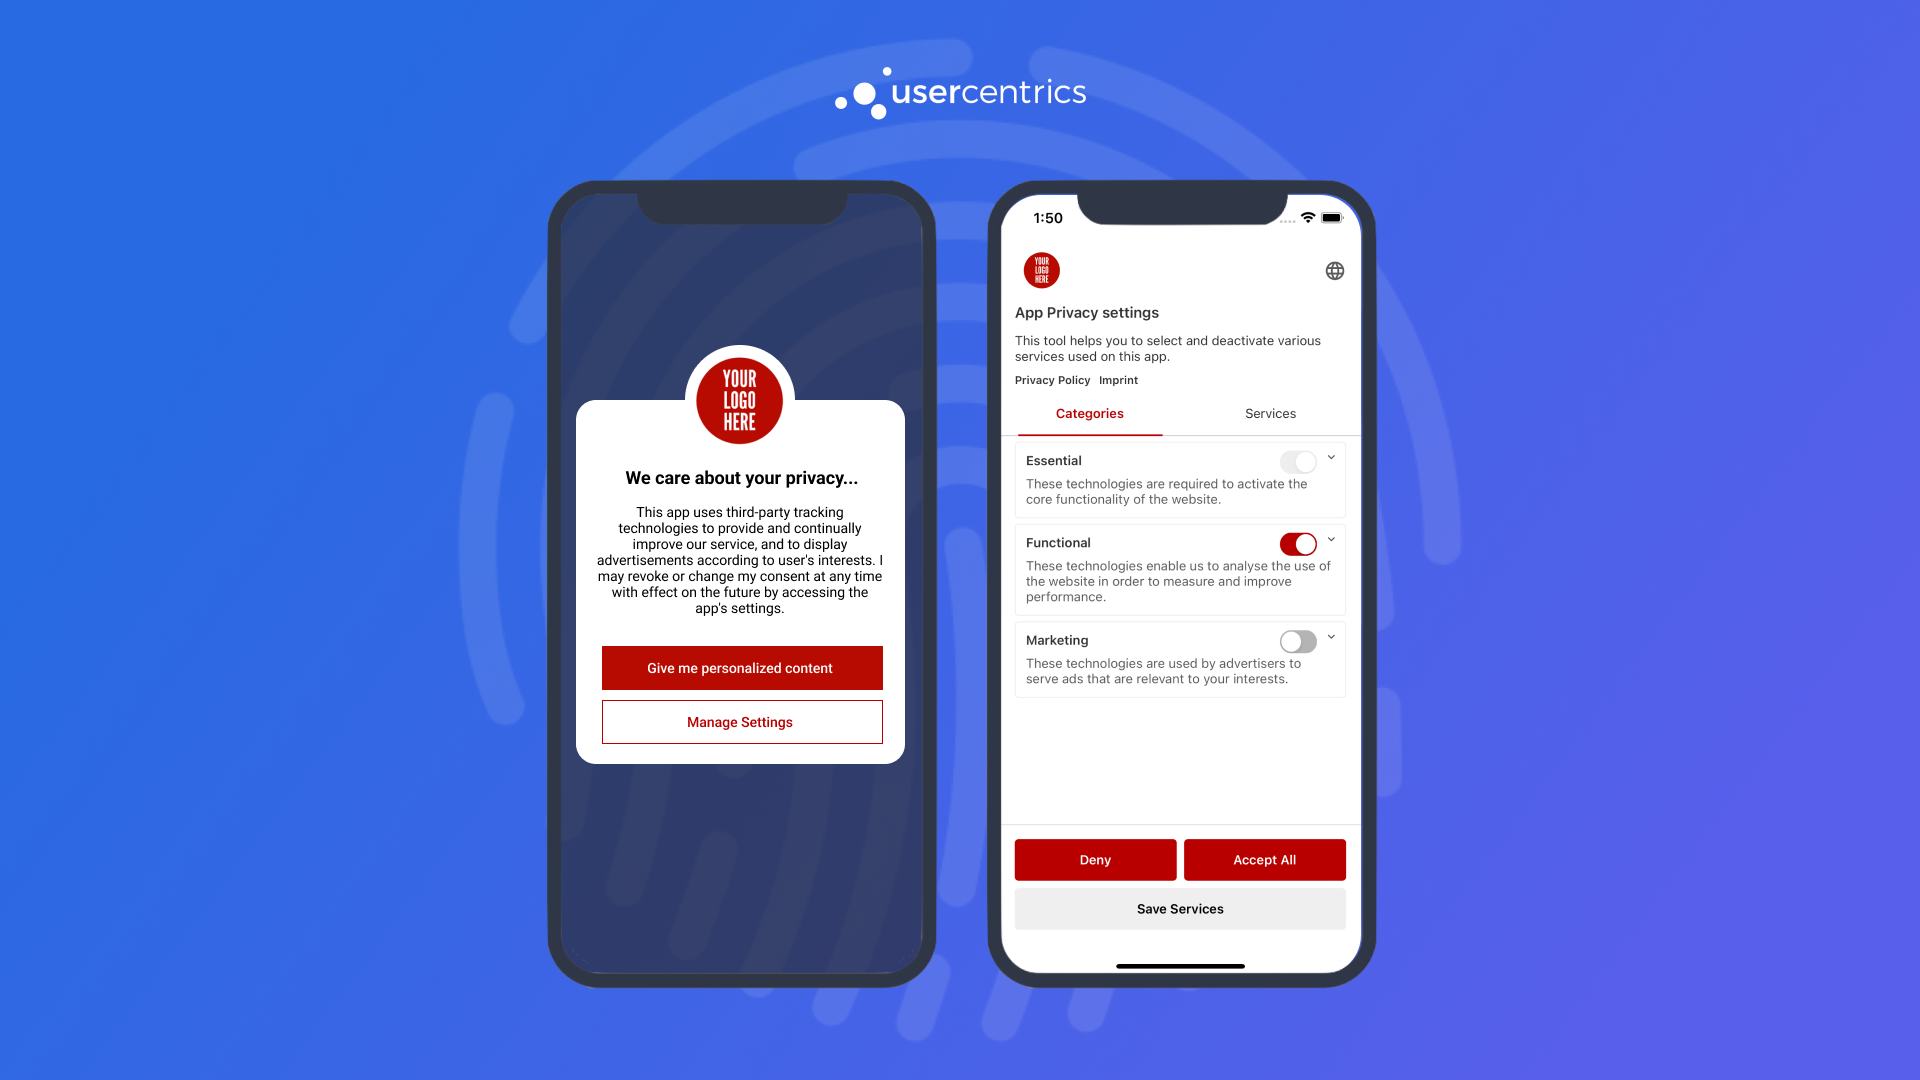 usercentrics
YOUR
LOGO
HERE
We care about your privacy...
This app uses third-party tracking
technologies to provide and continually
improve our service, and to display
advertisements according to user's interests. I
may revoke or change my consent at any time
with effect on the future by accessing the
app's settings.
Give me personalized content
Manage Settings
1:50
YOUR
LOGO
HERE
App Privacy settings
This tool helps you to select and deactivate various
services used on this app.
Privacy Policy Imprint
Categories Services
Essential
These technologies are required to activate the
core functionality of the website.
Functional
These technologies enable us to analyse the use of
the website in order to measure and improve
performance.
Marketing
These technologies are used by advertisers to
serve ads that are relevant to your interests.
Deny Accept All
Save Services